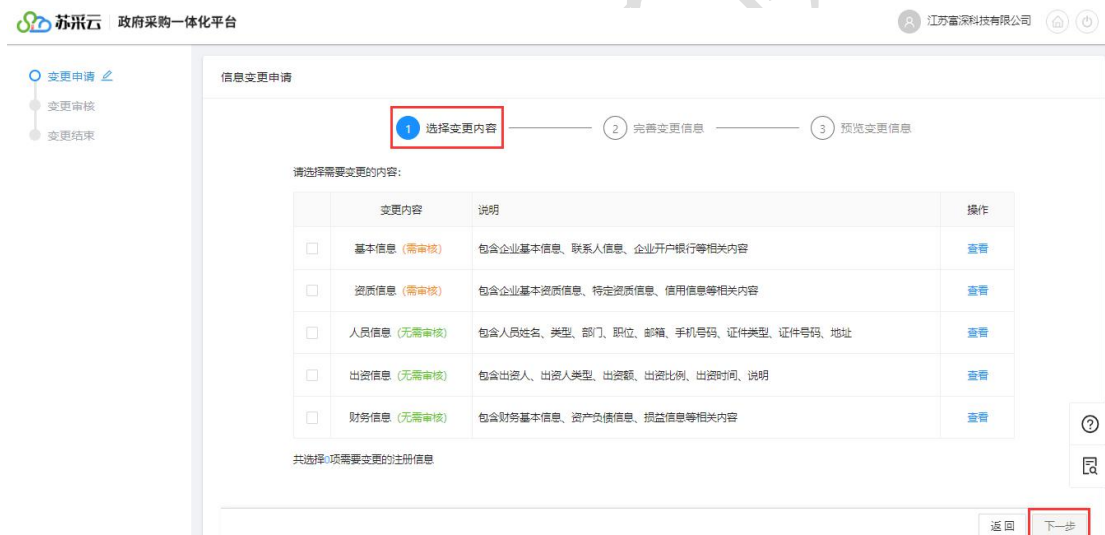 苏采云 政府采购一体化平台 江苏富深科技有限公司
变更申请
变更审核
变更结束
信息变更申请
1 选择变更内容 2 完善变更信息 3 预览变更信息
请选择需要变更的内容：
变更内容 说明 操作
基本信息（需审核） 包含企业基本信息、联系人信息、企业开户银行等相关内容 查看
资质信息（需审核） 包含企业基本资质信息、特定资质信息、信用信息等相关内容 查看
人员信息（无需审核） 包含人员姓名、类型、部门、职位、邮箱、手机号码、证件类型、证件号码、地址 查看
出资信息（无需审核） 包含出资人、出资人类型、出资额、出资比例、出资时间、说明 查看
财务信息（无需审核） 包含财务基本信息、资产负债信息、损益信息等相关内容 查看
共选择0项需要变更的注册信息
返回 下一步